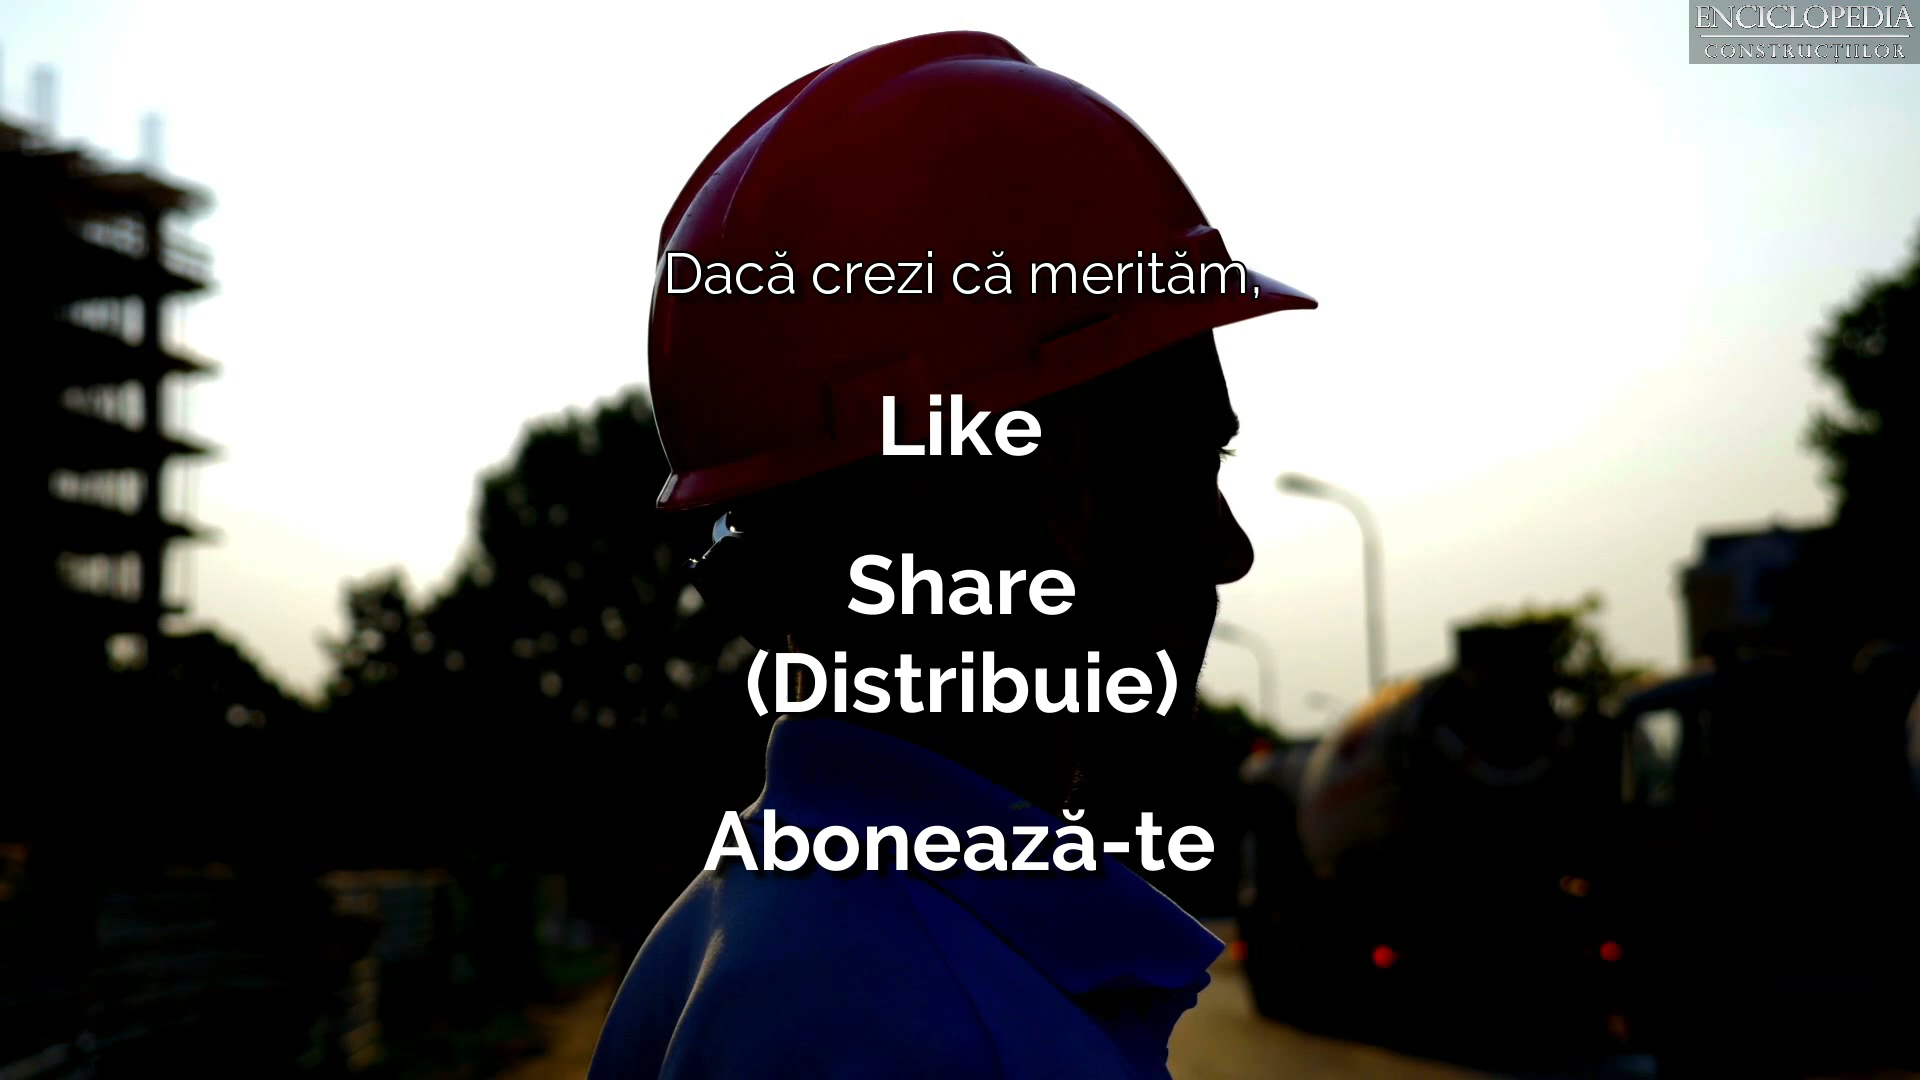 ENCICLOPEDIA
CONSTRUCȚIILOR
Dacă crezi că merităm,
Like
Share
(Distribuie)
Abonează-te